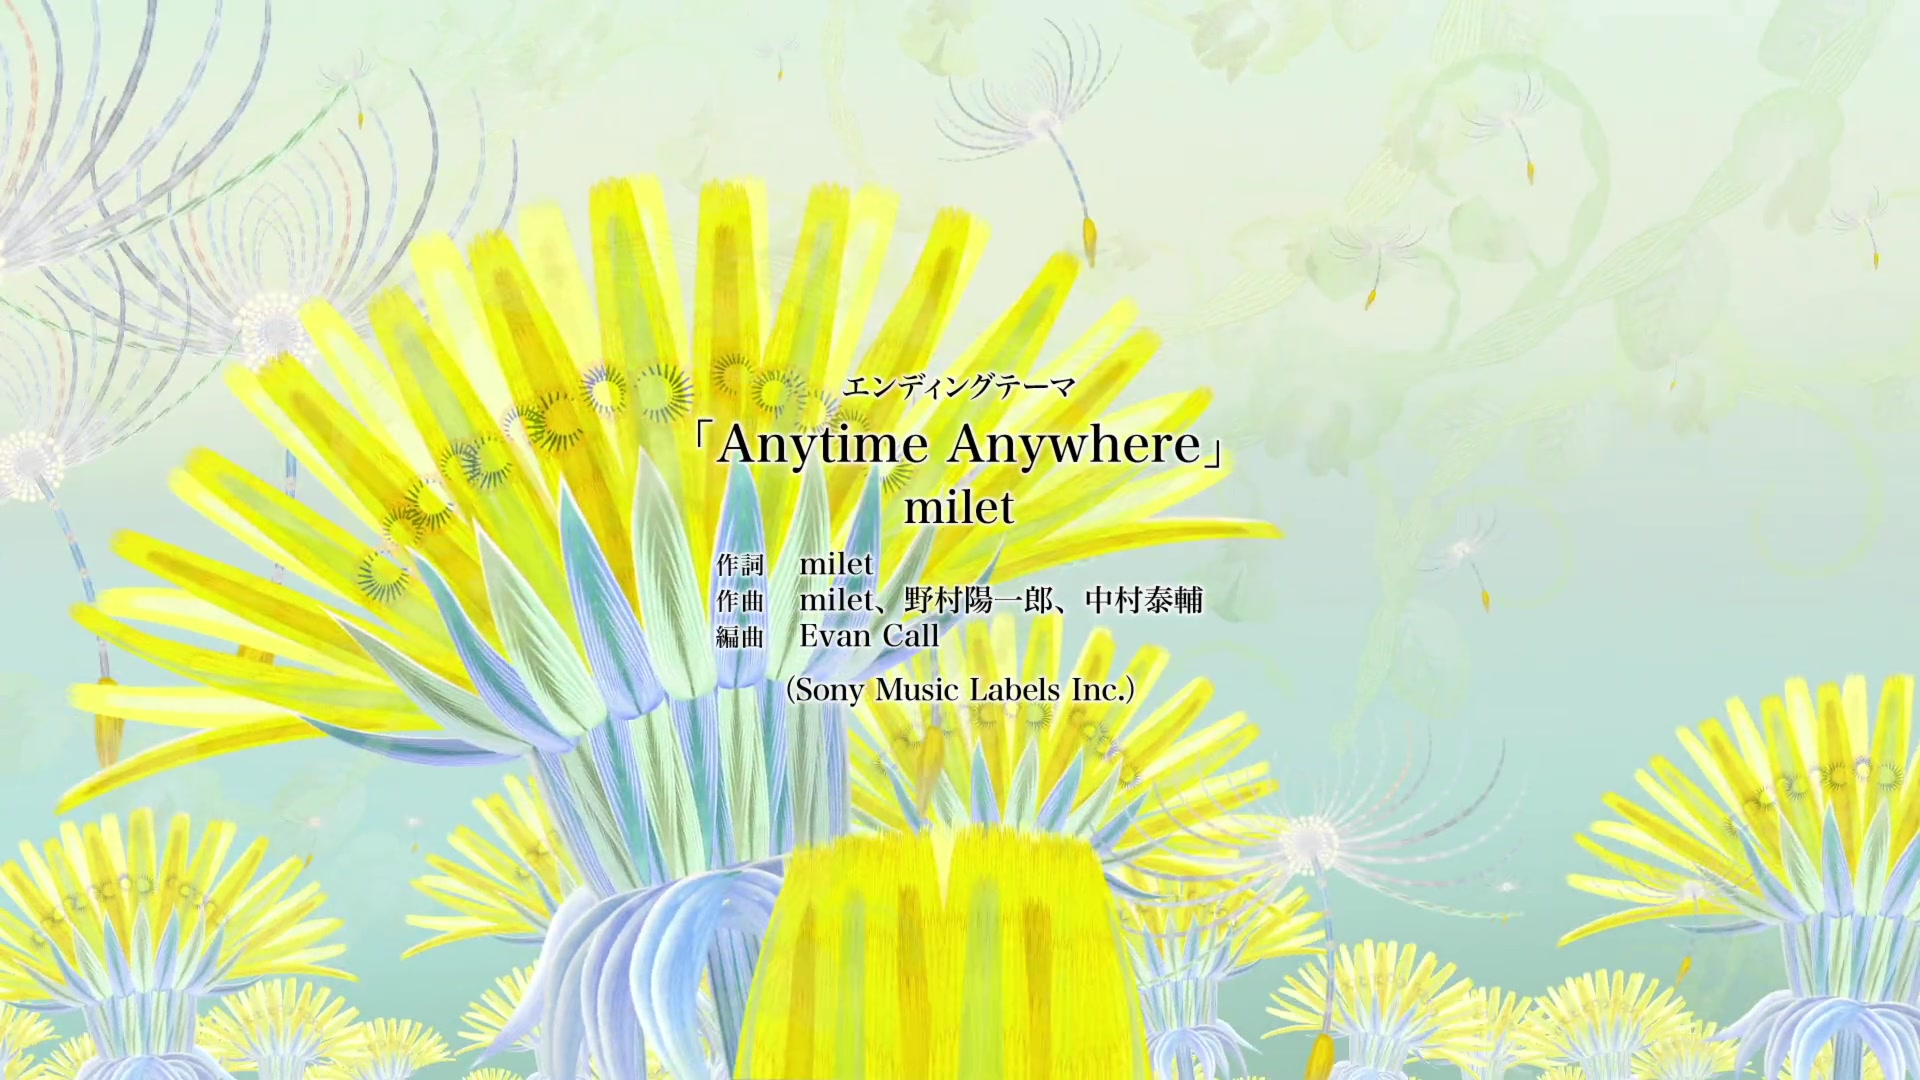 エンディングテーマ
「Anytime Anywhere」
milet
作詞 milet
作曲 milet、野村陽一郎、中村泰輔
編曲 Evan Call
(Sony Music Labels Inc.)